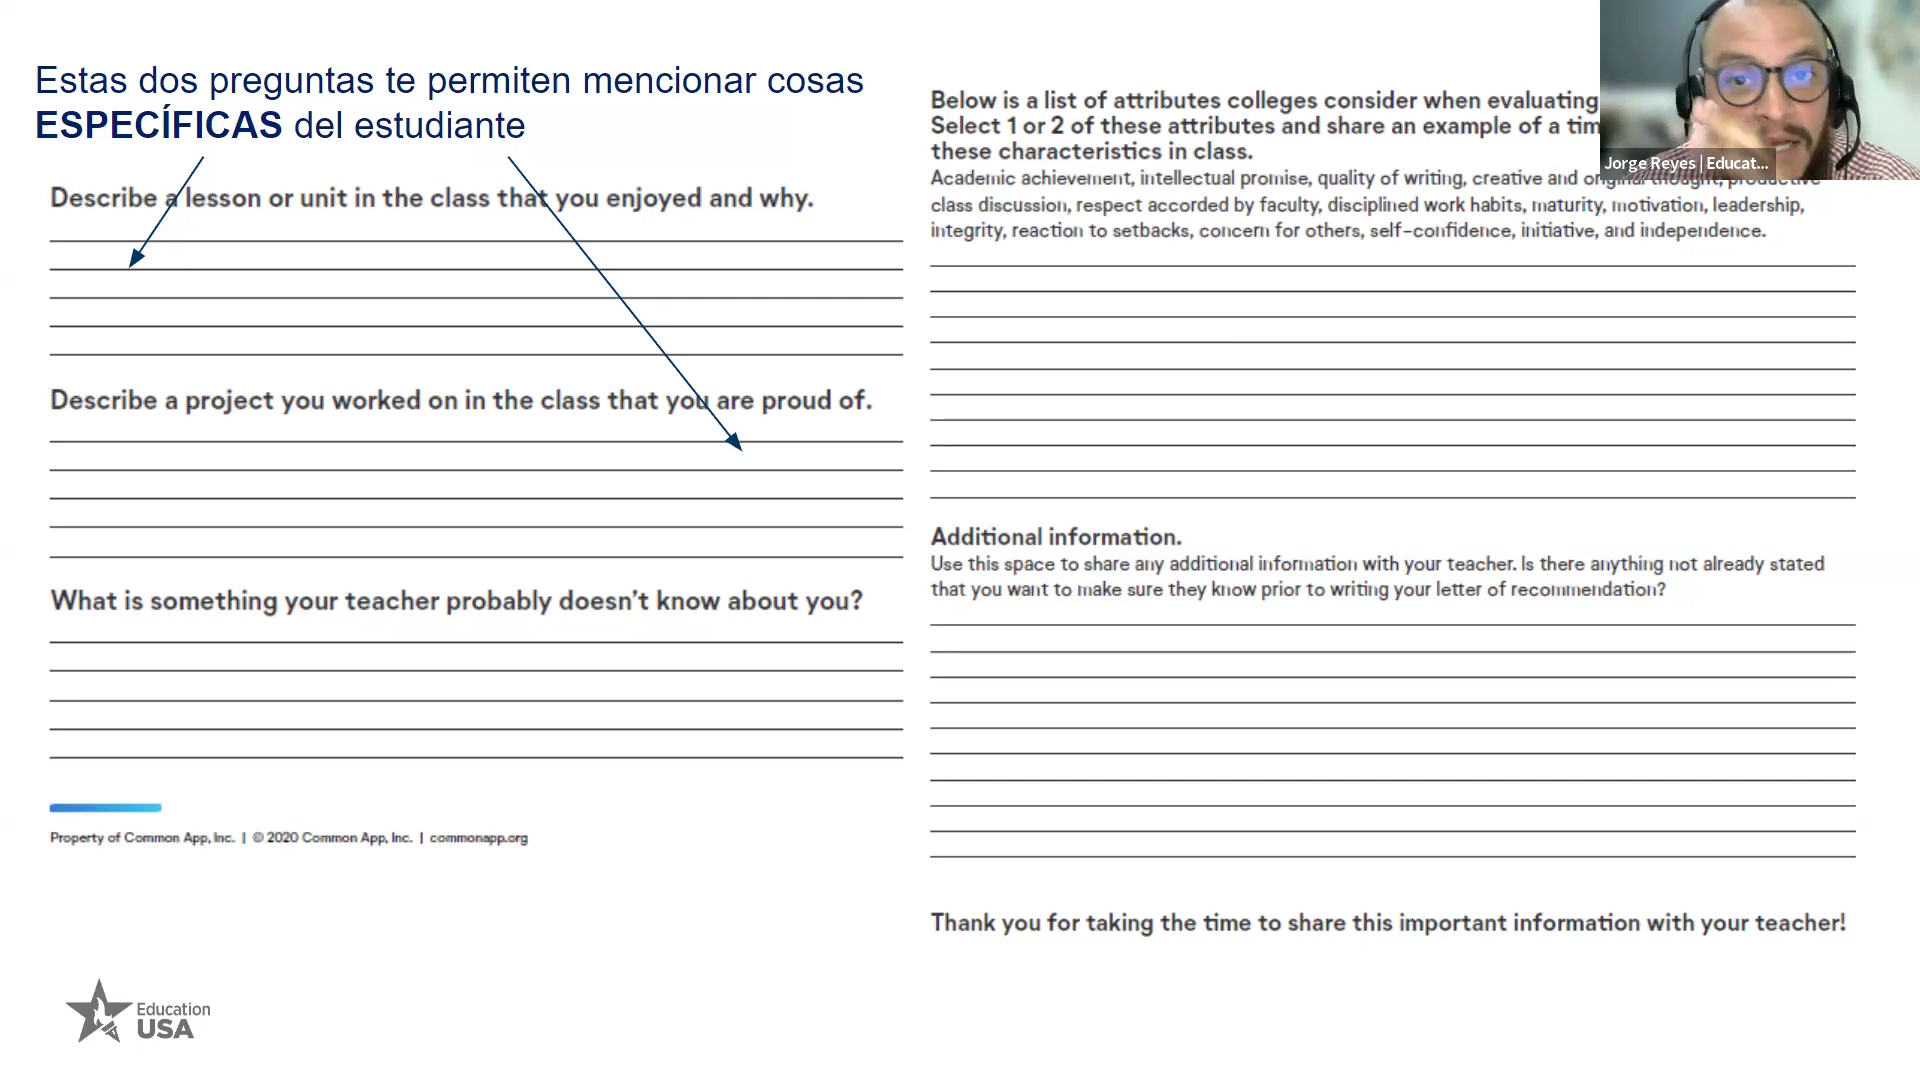 Estas dos preguntas te permiten mencionar cosas
ESPECÍFICAS del estudiante
Describe a lesson or unit in the class that you enjoyed and why.
Describe a project you worked on in the class that you are proud of.
What is something your teacher probably doesn't know about you?
Property of Common App, Inc. | © 2020 Common App, Inc. | commonapp.org
Education
USA
Below is a list of attributes colleges consider when evaluating
Select 1 or 2 of these attributes and share an example of a tim
these characteristics in class.
Academic achievement, intellectual promise, quality of writing, creative and original thought, productive
class discussion, respect accorded by faculty, disciplined work habits, maturity, motivation, leadership,
integrity, reaction to setbacks, concern for others, self-confidence, initiative, and independence.
Additional information.
Use this space to share any additional information with your teacher. Is there anything not already stated
that you want to make sure they know prior to writing your letter of recommendation?
Thank you for taking the time to share this important information with your teacher!
Jorge Reyes | Educat...